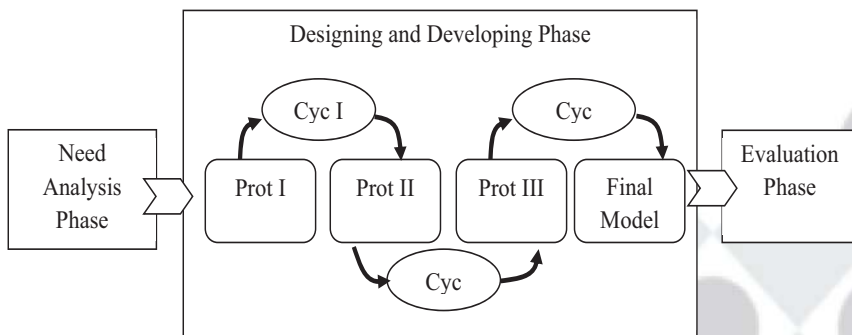 Designing and Developing Phase
Need
Analysis
Phase
Cyc I
Cyc
Prot I
Prot II
Prot III
Final
Model
Cyc
Evaluation
Phase